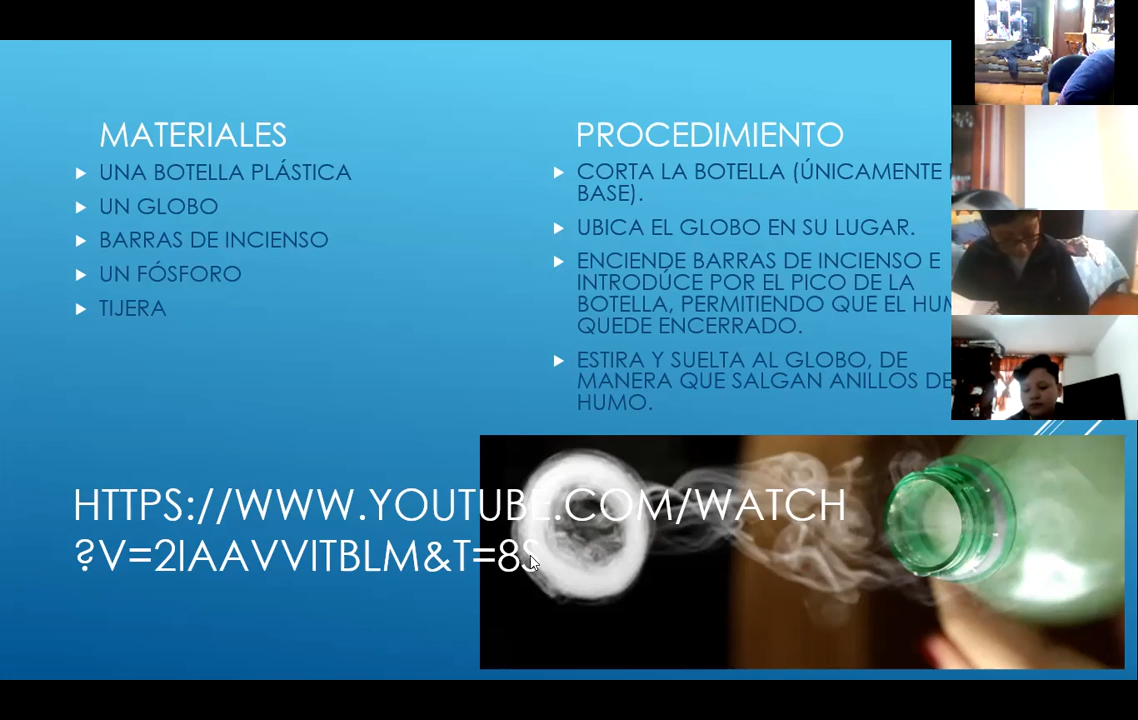 MATERIALES
UNA BOTELLA PLÁSTICA
UN GLOBO
BARRAS DE INCIENSO
UN FÓSFORO
TIJERA
PROCEDIMIENTO
CORTA LA BOTELLA (ÚNICAMENTE
BASE).
UBICA EL GLOBO EN SU LUGAR.
ENCIENDE BARRAS DE INCIENSO E
INTRODÚCE POR EL PICO DE LA
BOTELLA, PERMITIENDO QUE EL
QUEDE ENCERRADO.
ESTIRA Y SUELTA AL GLOBO, DE
MANERA QUE SALGAN ANILLOS DE
HUMO.
HTTPS://WWW.YOUTUBE.COM/WATCH
?V=2IAAVVITBLM&T=8S